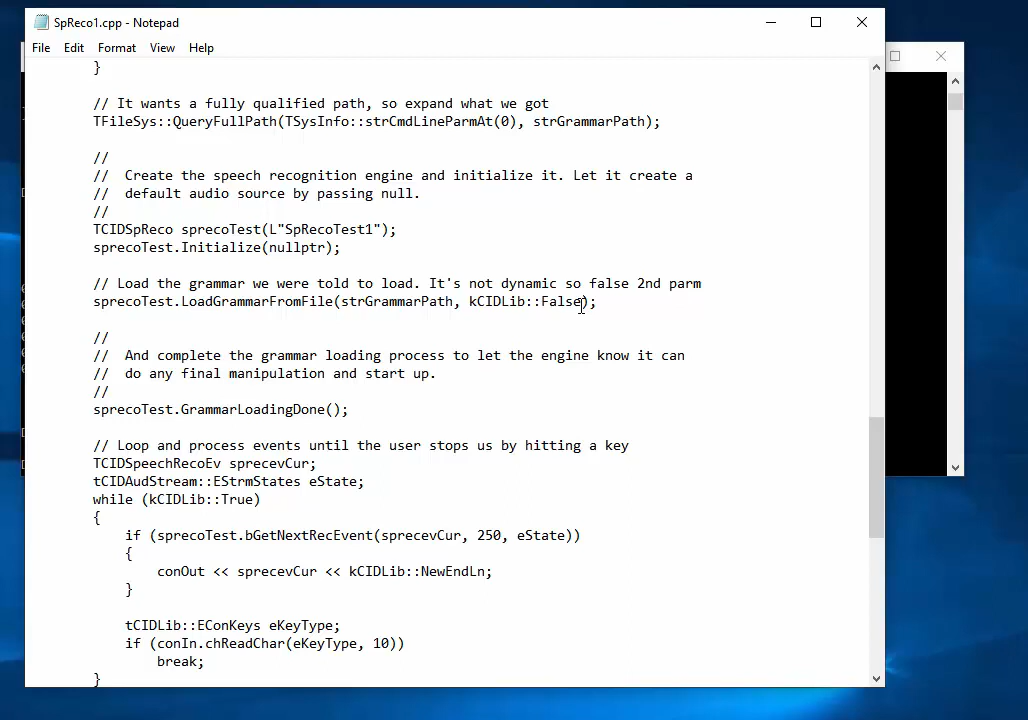 SpReco1.cpp - Notepad
File Edit Format View Help
}
// It wants a fully qualified path, so expand what we got
TFileSys::QueryFullPath(TSysInfo::strCmdLineParmAt(0), strGrammarPath);
//
// Create the speech recognition engine and initialize it. Let it create a
// default audio source by passing null.
//
TCIDSpReco sprecoTest(L"SpRecoTest1");
sprecoTest.Initialize(nullptr);
// Load the grammar we were told to load. It's not dynamic so false 2nd parm
sprecoTest.LoadGrammarFromFile(strGrammarPath, kCIDLib::False);
//
// And complete the grammar loading process to let the engine know it can
// do any final manipulation and start up.
//
sprecoTest.GrammarLoadingDone();
// Loop and process events until the user stops us by hitting a key
TCIDSpeechRecoEv sprecevCur;
tCIDAudStream::EStrmStates eState;
while (kCIDLib::True)
{
if (sprecoTest.bGetNextRecEvent(sprecevCur, 250, eState))
{
conOut << sprecevCur << kCIDLib::NewEndLn;
}
tCIDLib::EConKeys eKeyType;
if (conIn.chReadChar(eKeyType, 10))
break;
}